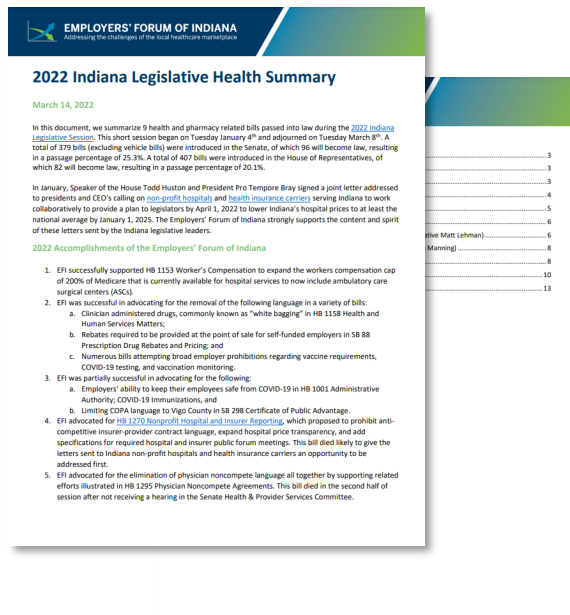 EMPLOYERS' FORUM OF INDIANA
Addressing the challenges of the local healthcare marketplace
2022 Indiana Legislative Health Summary
March 14, 2022
In this document, we summarize 9 health and pharmacy related bills passed into law during the 2022 Indiana
Legislative Session. This short session began on Tuesday January 4th and adjourned on Tuesday March 8th. A
total of 379 bills (excluding vehicle bills) were introduced in the Senate, of which 96 will become law, resulting
in a passage percentage of 25.3%. A total of 407 bills were introduced in the House of Representatives, of
which 82 will become law, resulting in a passage percentage of 20.1%.
In January, Speaker of the House Todd Huston and President Pro Tempore Bray signed a joint letter addressed
to presidents and CEO's calling on non-profit hospitals and health insurance carriers serving Indiana to work
collaboratively to provide a plan to legislators by April 1, 2022 to lower Indiana's hospital prices to at least the
national average by January 1, 2025. The Employers' Forum of Indiana strongly supports the content and spirit
of these letters sent by the Indiana legislative leaders.
2022 Accomplishments of the Employers' Forum of Indiana
1. EFI successfully supported HB 1153 Worker's Compensation to expand the workers compensation cap
of 200% of Medicare that is currently available for hospital services to now include ambulatory care
surgical centers (ASCs).
2. EFI was successful in advocating for the removal of the following language in a variety of bills:
a. Clinician administered drugs, commonly known as "white bagging" in HB 1158 Health and
Human Services Matters;
b. Rebates required to be provided at the point of sale for self-funded employers in SB 88
Prescription Drug Rebates and Pricing; and
c. Numerous bills attempting broad employer prohibitions regarding vaccine requirements,
COVID-19 testing, and vaccination monitoring.
3. EFI was partially successful in advocating for the following:
a. Employers' ability to keep their employees safe from COVID-19 in HB 1001 Administrative
Authority; COVID-19 Immunizations, and
b. Limiting COPA language to Vigo County in SB 298 Certificate of Public Advantage.
4. EFI advocated for HB 1270 Nonprofit Hospital and Insurer Reporting, which proposed to prohibit anti-
competitive insurer-provider contract language, expand hospital price transparency, and add
specifications for required hospital and insurer public forum meetings. This bill died likely to give the
letters sent to Indiana non-profit hospitals and health insurance carriers an opportunity to be
addressed first.
5. EFI advocated for the elimination of physician noncompete language all together by supporting related
efforts illustrated in HB 1295 Physician Noncompete Agreements. This bill died in the second half of
session after not receiving a hearing in the Senate Health & Provider Services Committee.
3
3
3
4
5
6
ative Matt Lehman) 6
Manning) 8
8
10
13